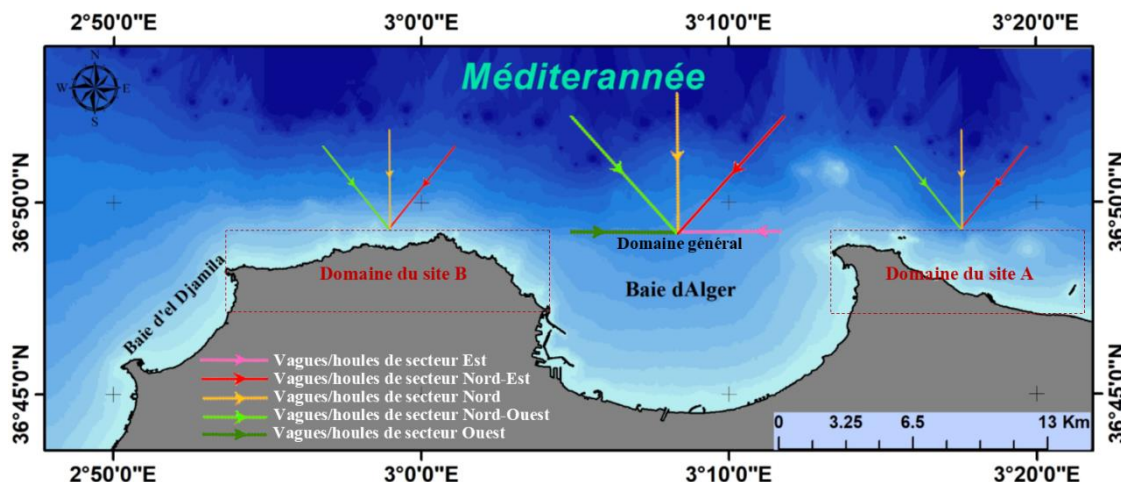 2°50'0"E 3°0'0"E 3°10'0"E 3°20'0"E
N
W E
S
Méditerannée
36°50'0"N 36°50'0"N
Domaine général
Domaine du site B
Domaine du site A
Baie d'el Djamila
Baie dAlger
Vagues/houles de secteur Est
Vagues/houles de secteur Nord-Est
Vagues/houles de secteur Nord
Vagues/houles de secteur Nord-Ouest
Vagues/houles de secteur Ouest
36°45'0"N 36°45'0"N
0 3.25 6.5 13 Km
2°50'0"E 3°0'0"E 3°10'0"E 3°20'0"E